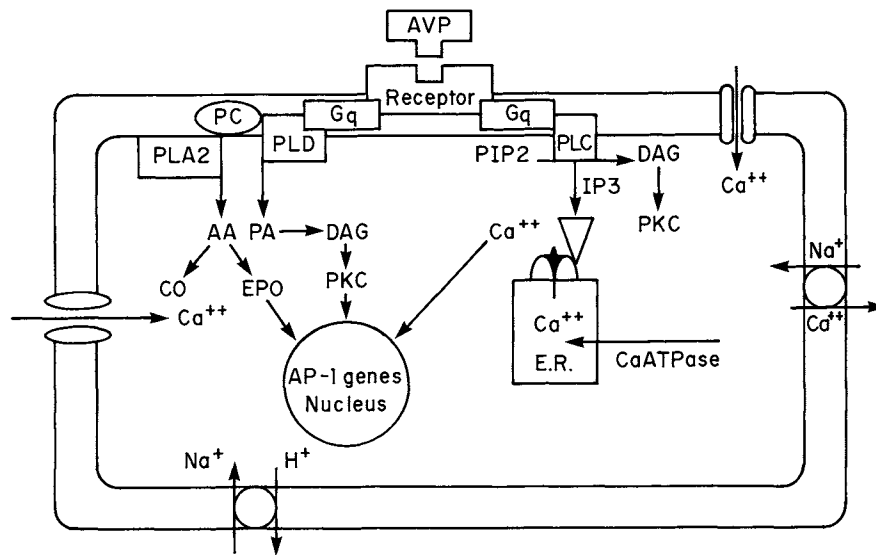 AVP
Receptor
PC
Gq
Gq
PLD
PLC
PLA2
PIP2
DAG
IP3
Ca++
PKC
AA
PA
DAG
Ca++
CO
EPO
PKC
Na+
Ca++
Ca++
Ca++
E.R.
CaATPase
AP-1 genes
Nucleus
Na+
H+